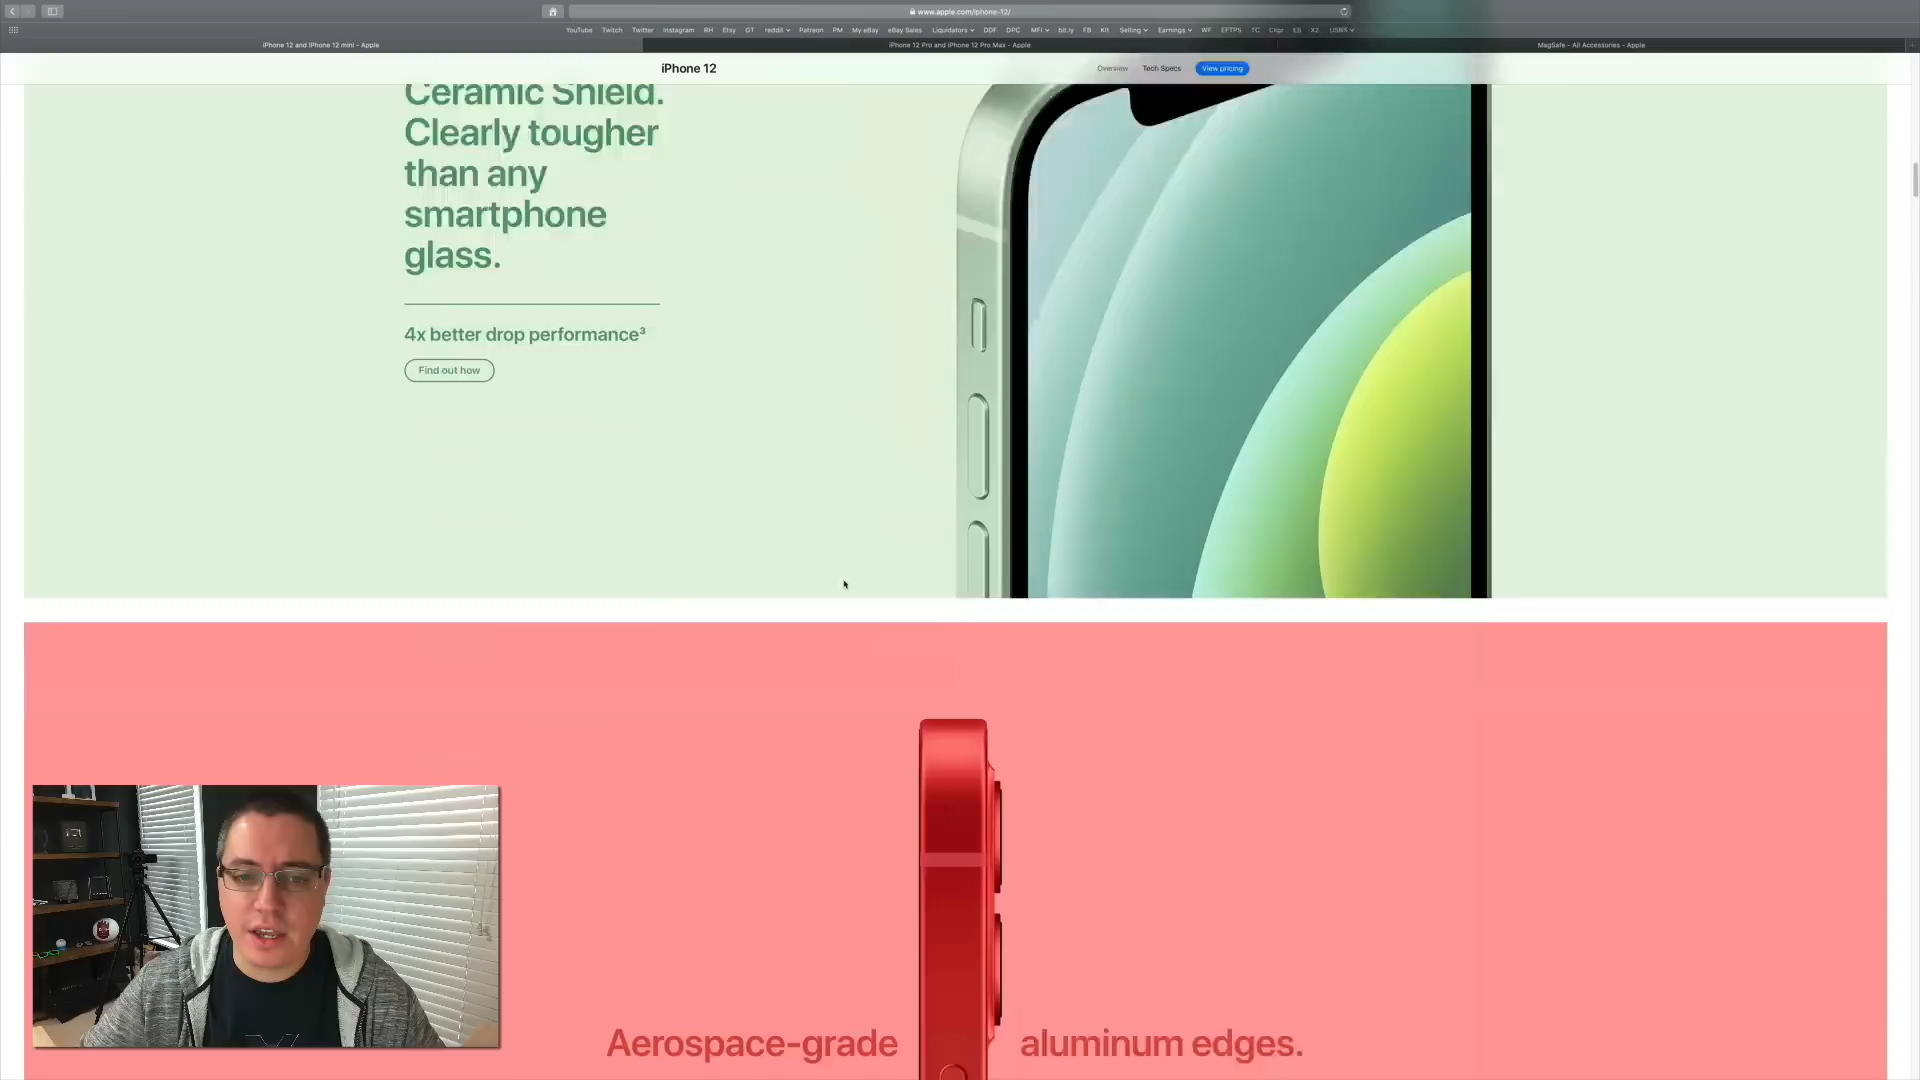 www.apple.com/iphone-12/
YouTube Twitch Twitter Instagram RH Etsy GT reddit Patreon PM My eBay eBay Sales Liquidators DDF DPC MFI bit.ly FB Kit Selling Earnings WF EFTPS TC Clgr ES X2 USBS
iPhone 12 and iPhone 12 mini - Apple
iPhone 12 Pro and iPhone 12 Pro Max - Apple
MagSafe - All Accessories - Apple
iPhone 12
Overview Tech Specs View pricing
Ceramic Shield.
Clearly tougher
than any
smartphone
glass.
4x better drop performance³
Find out how
Aerospace-grade aluminum edges.